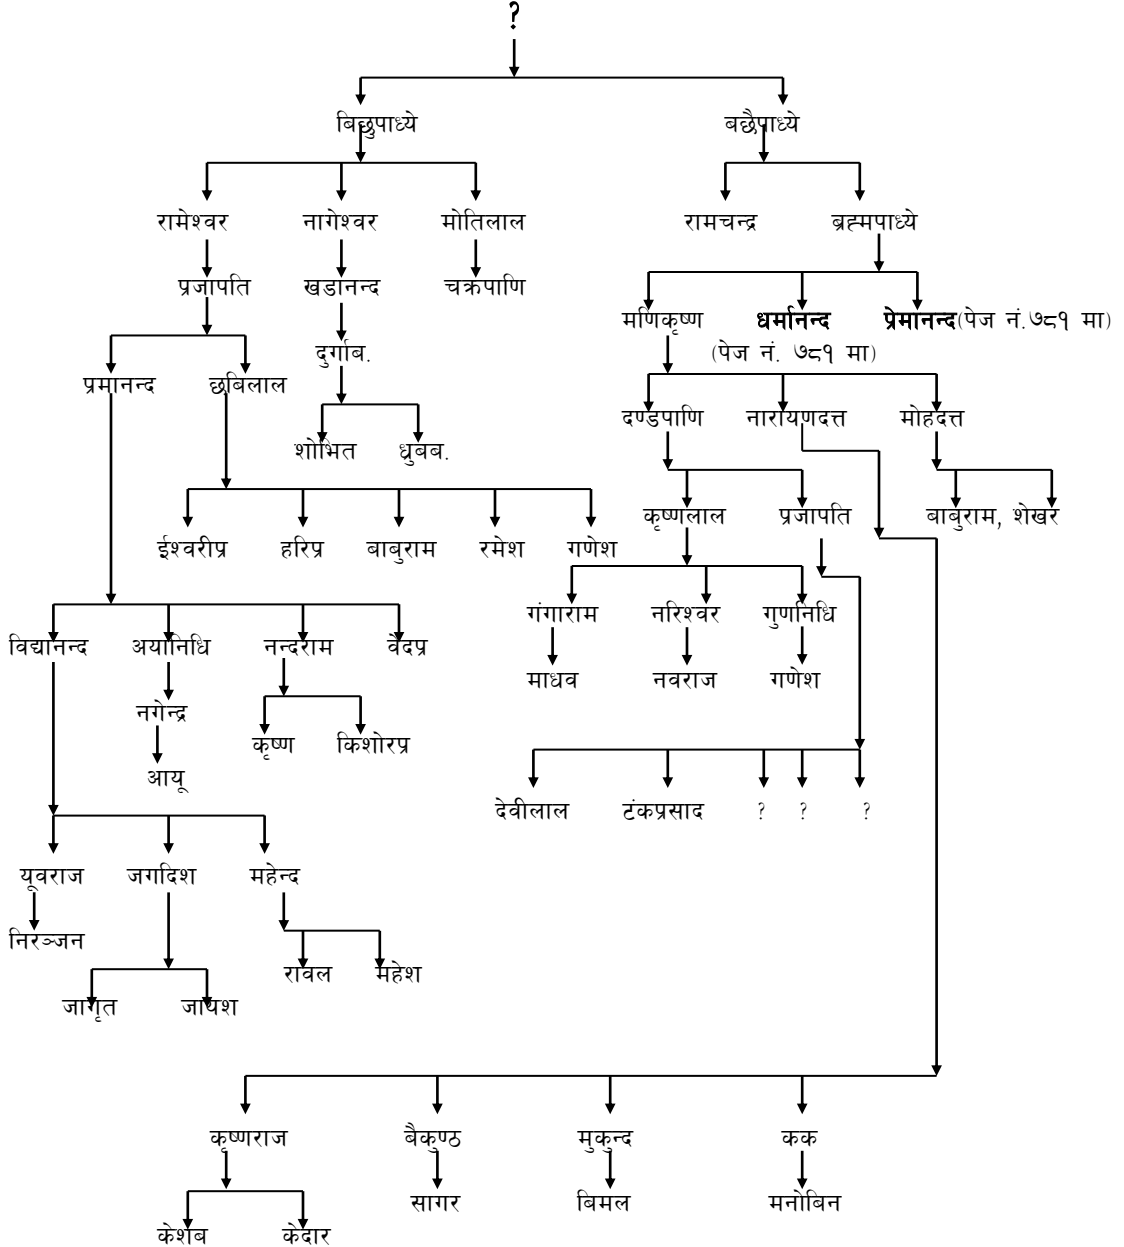 ?
बिछुपाध्ये बछैपाध्ये
रामेश्वर नागेश्वर मोतिलाल रामचन्द्र ब्रह्मपाध्ये
प्रजापति खडानन्द चक्रपाणि
मणिकृष्ण धर्मानन्द प्रेमानन्द(पेज नं.७८१ मा)
दुर्गाब. (पेज नं. ७८१ मा)
प्रमानन्द छबिलाल
दण्डपाणि नारायणदत्त मोहदत्त
शोभित ध्रुबब.
कृष्णलाल प्रजापति बाबुराम, शेखर
ईश्वरीप्र हरिप्र बाबुराम रमेश गणेश
गंगाराम नरिश्वर गुणनिधि
विद्यानन्द अयानिधि नन्दराम वेदप्र
माधव नवराज गणेश
नगेन्द्र
कृष्ण किशोरप्र
आयू
देवीलाल टंकप्रसाद ? ? ?
यूवराज जगदिश महेन्द
निरञ्जन
रावल महेश
जागृत जायश
कृष्णराज बैकुण्ठ मुकुन्द कक
सागर बिमल मनोबिन
केशब केदार